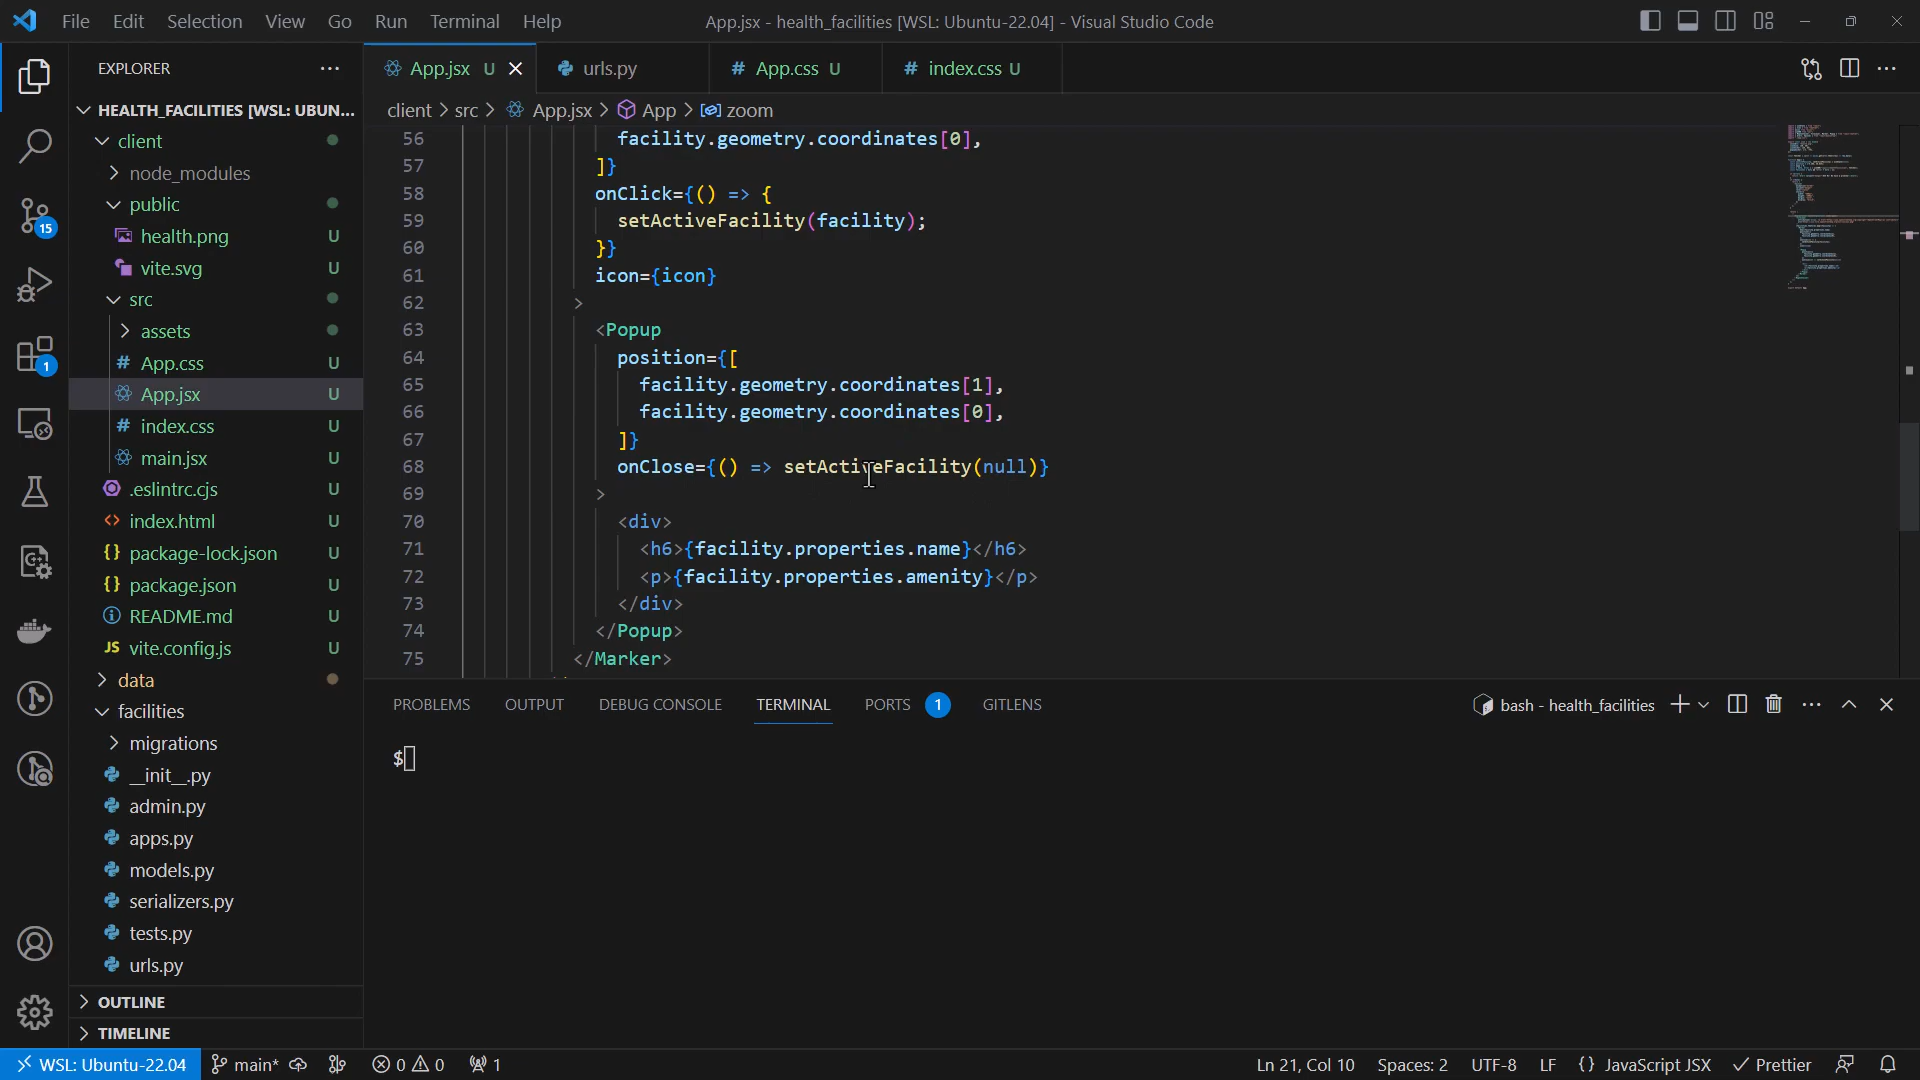 File Edit Selection View Go Run Terminal Help
App.jsx - health_facilities [WSL: Ubuntu-22.04] - Visual Studio Code
EXPLORER
App.jsx U
urls.py
# App.css U
# index.css U
HEALTH_FACILITIES [WSL: UBUN...
client > src > App.jsx > App > zoom
client
node_modules
public
health.png U
vite.svg U
src
assets
# App.css U
App.jsx U
# index.css U
main.jsx U
.eslintrc.cjs U
<> index.html U
{} package-lock.json U
{} package.json U
README.md U
JS vite.config.js U
data
facilities
migrations
__init__.py
admin.py
apps.py
models.py
serializers.py
tests.py
urls.py
OUTLINE
TIMELINE
15
1
56 facility.geometry.coordinates[0],
57 ]}
58 onClick={() => {
59 setActiveFacility(facility);
60 }}
61 icon={icon}
62 >
63 <Popup
64 position={[
65 facility.geometry.coordinates[1],
66 facility.geometry.coordinates[0],
67 ]}
68 onClose={() => setActiveFacility(null)}
69 >
70 <div>
71 <h6>{facility.properties.name}</h6>
72 <p>{facility.properties.amenity}</p>
73 </div>
74 </Popup>
75 </Marker>
PROBLEMS OUTPUT DEBUG CONSOLE TERMINAL PORTS 1 GITLENS
bash - health_facilities
$
WSL: Ubuntu-22.04 main* 0 0 1
Ln 21, Col 10 Spaces: 2 UTF-8 LF {} JavaScript JSX Prettier